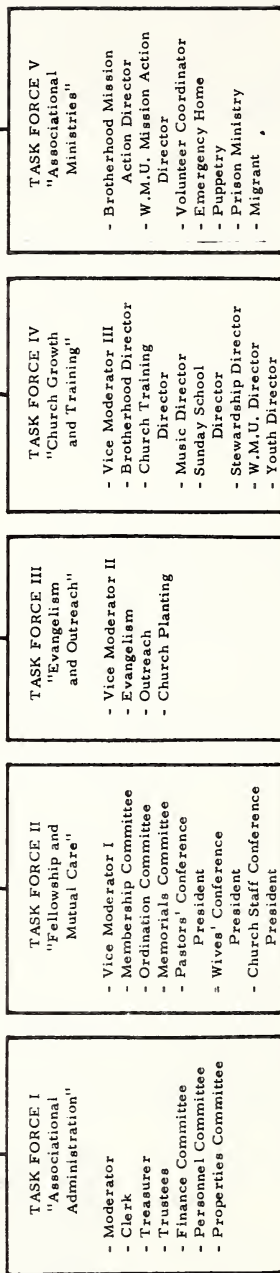 TASK FORCE I
"Associational
Administration"
- Moderator
- Clerk
- Treasurer
- Trustees
- Finance Committee
- Personnel Committee
- Properties Committee
TASK FORCE II
"Fellowship and
Mutual Care"
- Vice Moderator I
- Membership Committee
- Ordination Committee
- Memorials Committee
- Pastors' Conference
President
- Wives' Conference
President
- Church Staff Conference
President
TASK FORCE III
"Evangelism
and Outreach"
- Vice Moderator II
- Evangelism
- Outreach
- Church Planting
TASK FORCE IV
"Church Growth
and Training"
- Vice Moderator III
- Brotherhood Director
- Church Training
Director
- Music Director
- Sunday School
Director
- Stewardship Director
- W.M.U. Director
- Youth Director
TASK FORCE V
"Associational
Ministries"
- Brotherhood Mission
Action Director
- W.M.U. Mission Action
Director
- Volunteer Coordinator
- Emergency Home
- Puppetry
- Prison Ministry
- Migrant